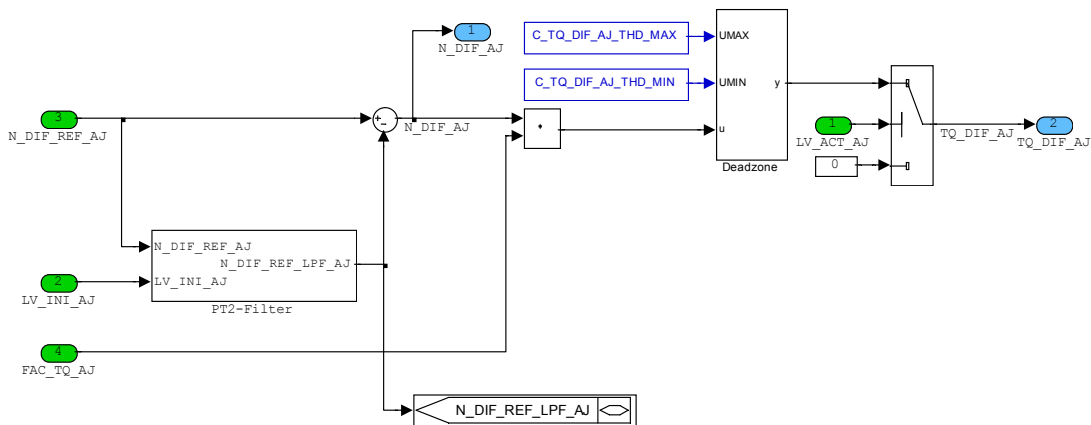 1
N_DIF_AJ
C_TQ_DIF_AJ_THD_MAX
UMAX
C_TQ_DIF_AJ_THD_MIN
UMIN
y
3
N_DIF_REF_AJ
+
−
N_DIF_AJ
*
u
Deadzone
1
LV_ACT_AJ
0
TQ_DIF_AJ
2
TQ_DIF_AJ
N_DIF_REF_AJ
N_DIF_REF_LPF_AJ
LV_INI_AJ
PT2-Filter
2
LV_INI_AJ
4
FAC_TQ_AJ
N_DIF_REF_LPF_AJ